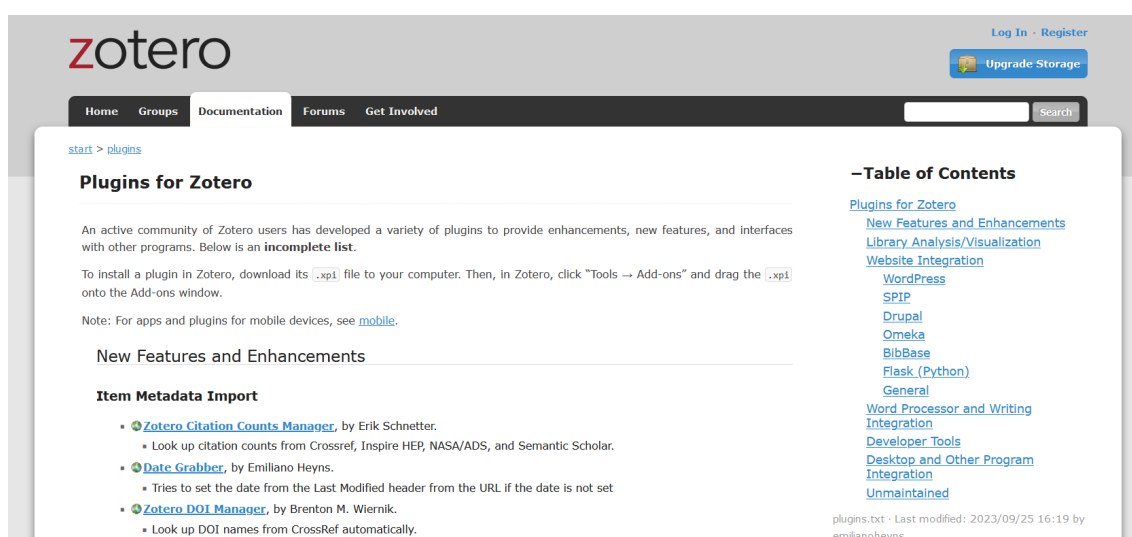 zotero
Log In · Register
Upgrade Storage
Home Groups Documentation Forums Get Involved
Search
start > plugins
Plugins for Zotero
An active community of Zotero users has developed a variety of plugins to provide enhancements, new features, and interfaces
with other programs. Below is an incomplete list.
To install a plugin in Zotero, download its .xpi file to your computer. Then, in Zotero, click “Tools → Add-ons” and drag the .xpi
onto the Add-ons window.
Note: For apps and plugins for mobile devices, see mobile.
New Features and Enhancements
Item Metadata Import
Zotero Citation Counts Manager, by Erik Schnetter.
Look up citation counts from Crossref, Inspire HEP, NASA/ADS, and Semantic Scholar.
Date Grabber, by Emiliano Heyns.
Tries to set the date from the Last Modified header from the URL if the date is not set
Zotero DOI Manager, by Brenton M. Wiernik.
Look up DOI names from CrossRef automatically.
−Table of Contents
Plugins for Zotero
New Features and Enhancements
Library Analysis/Visualization
Website Integration
WordPress
SPIP
Drupal
Omeka
BibBase
Flask (Python)
General
Word Processor and Writing
Integration
Developer Tools
Desktop and Other Program
Integration
Unmaintained
plugins.txt · Last modified: 2023/09/25 16:19 by
emilianoheyns